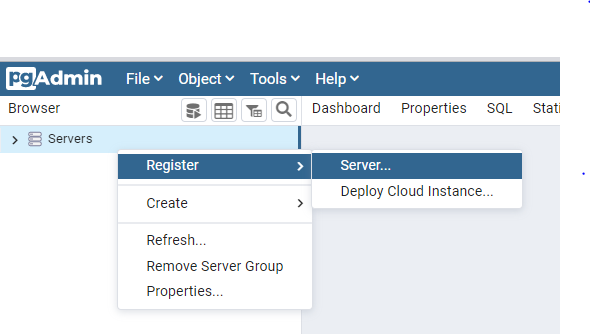 pgAdmin File Object Tools Help
Browser Dashboard Properties SQL Stati
Servers
Register Server...
Deploy Cloud Instance...
Create
Refresh...
Remove Server Group
Properties...